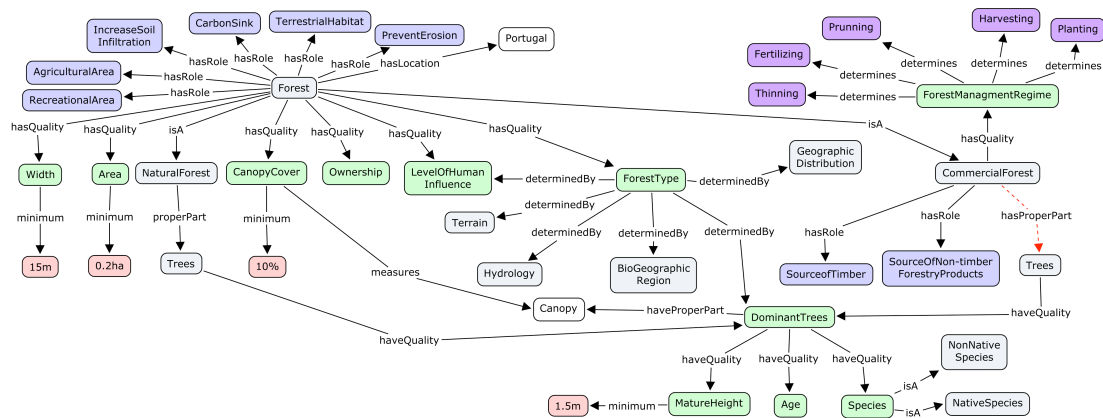 IncreaseSoil
Infiltration
CarbonSink
TerrestrialHabitat
PreventErosion
Portugal
Prunning
Harvesting
Planting
Fertilizing
Thinning
AgriculturalArea
RecreationalArea
hasRole
hasRole
hasRole
hasRole
hasRole
hasRole
hasLocation
Forest
determines
determines
determines
determines
determines
ForestManagmentRegime
hasQuality
hasQuality
isA
hasQuality
hasQuality
hasQuality
hasQuality
isA
hasQuality
Width
Area
NaturalForest
CanopyCover
Ownership
LevelOfHuman
Influence
ForestType
Geographic
Distribution
CommercialForest
determinedBy
determinedBy
determinedBy
determinedBy
determinedBy
determinedBy
minimum
minimum
properPart
minimum
Terrain
hasRole
hasRole
hasProperPart
15m
0.2ha
Trees
10%
measures
Hydrology
BioGeographic
Region
SourceofTimber
SourceOfNon-timber
ForestryProducts
Trees
Canopy
haveProperPart
DominantTrees
haveQuality
haveQuality
haveQuality
haveQuality
haveQuality
NonNative
Species
isA
1.5m
minimum
MatureHeight
Age
Species
isA
NativeSpecies